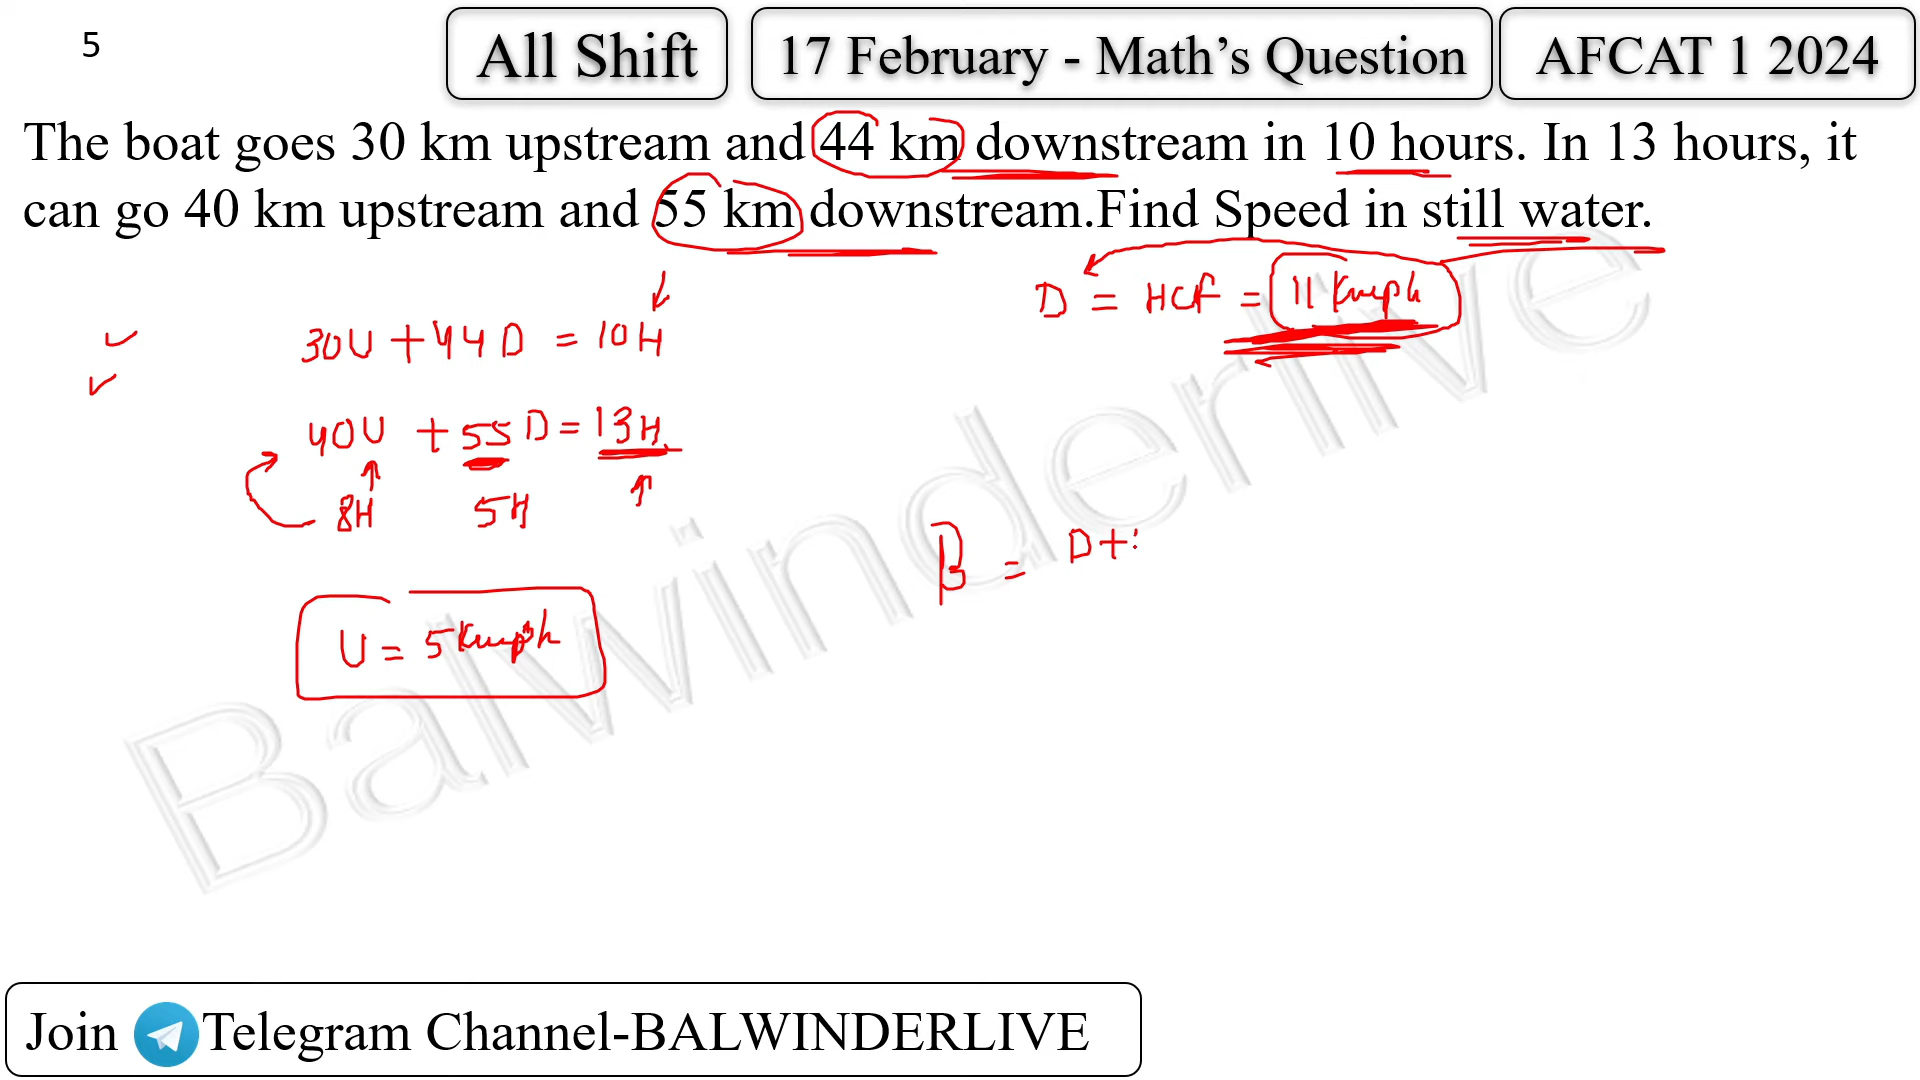 5
All Shift
17 February - Math’s Question
AFCAT 1 2024
The boat goes 30 km upstream and 44 km downstream in 10 hours. In 13 hours, it
can go 40 km upstream and 55 km downstream.Find Speed in still water.
D = HCF = 11 Kmph
30U + 44D = 10H
40U + 55D = 13H
8H 5H
B = D+
U = 5 Kmph
Balwinderlive
Join Telegram Channel-BALWINDERLIVE